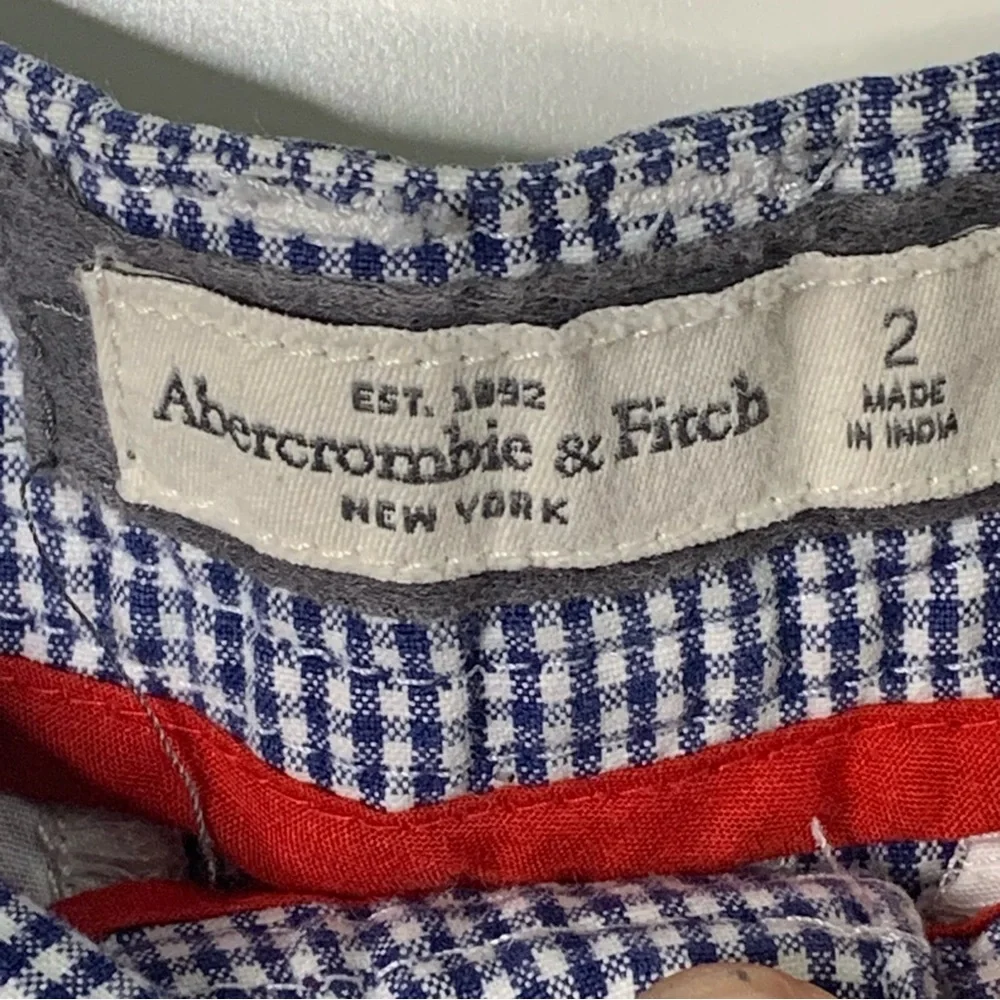 EST. 1892
Abercrombie & Fitch
NEW YORK
2
MADE
IN INDIA